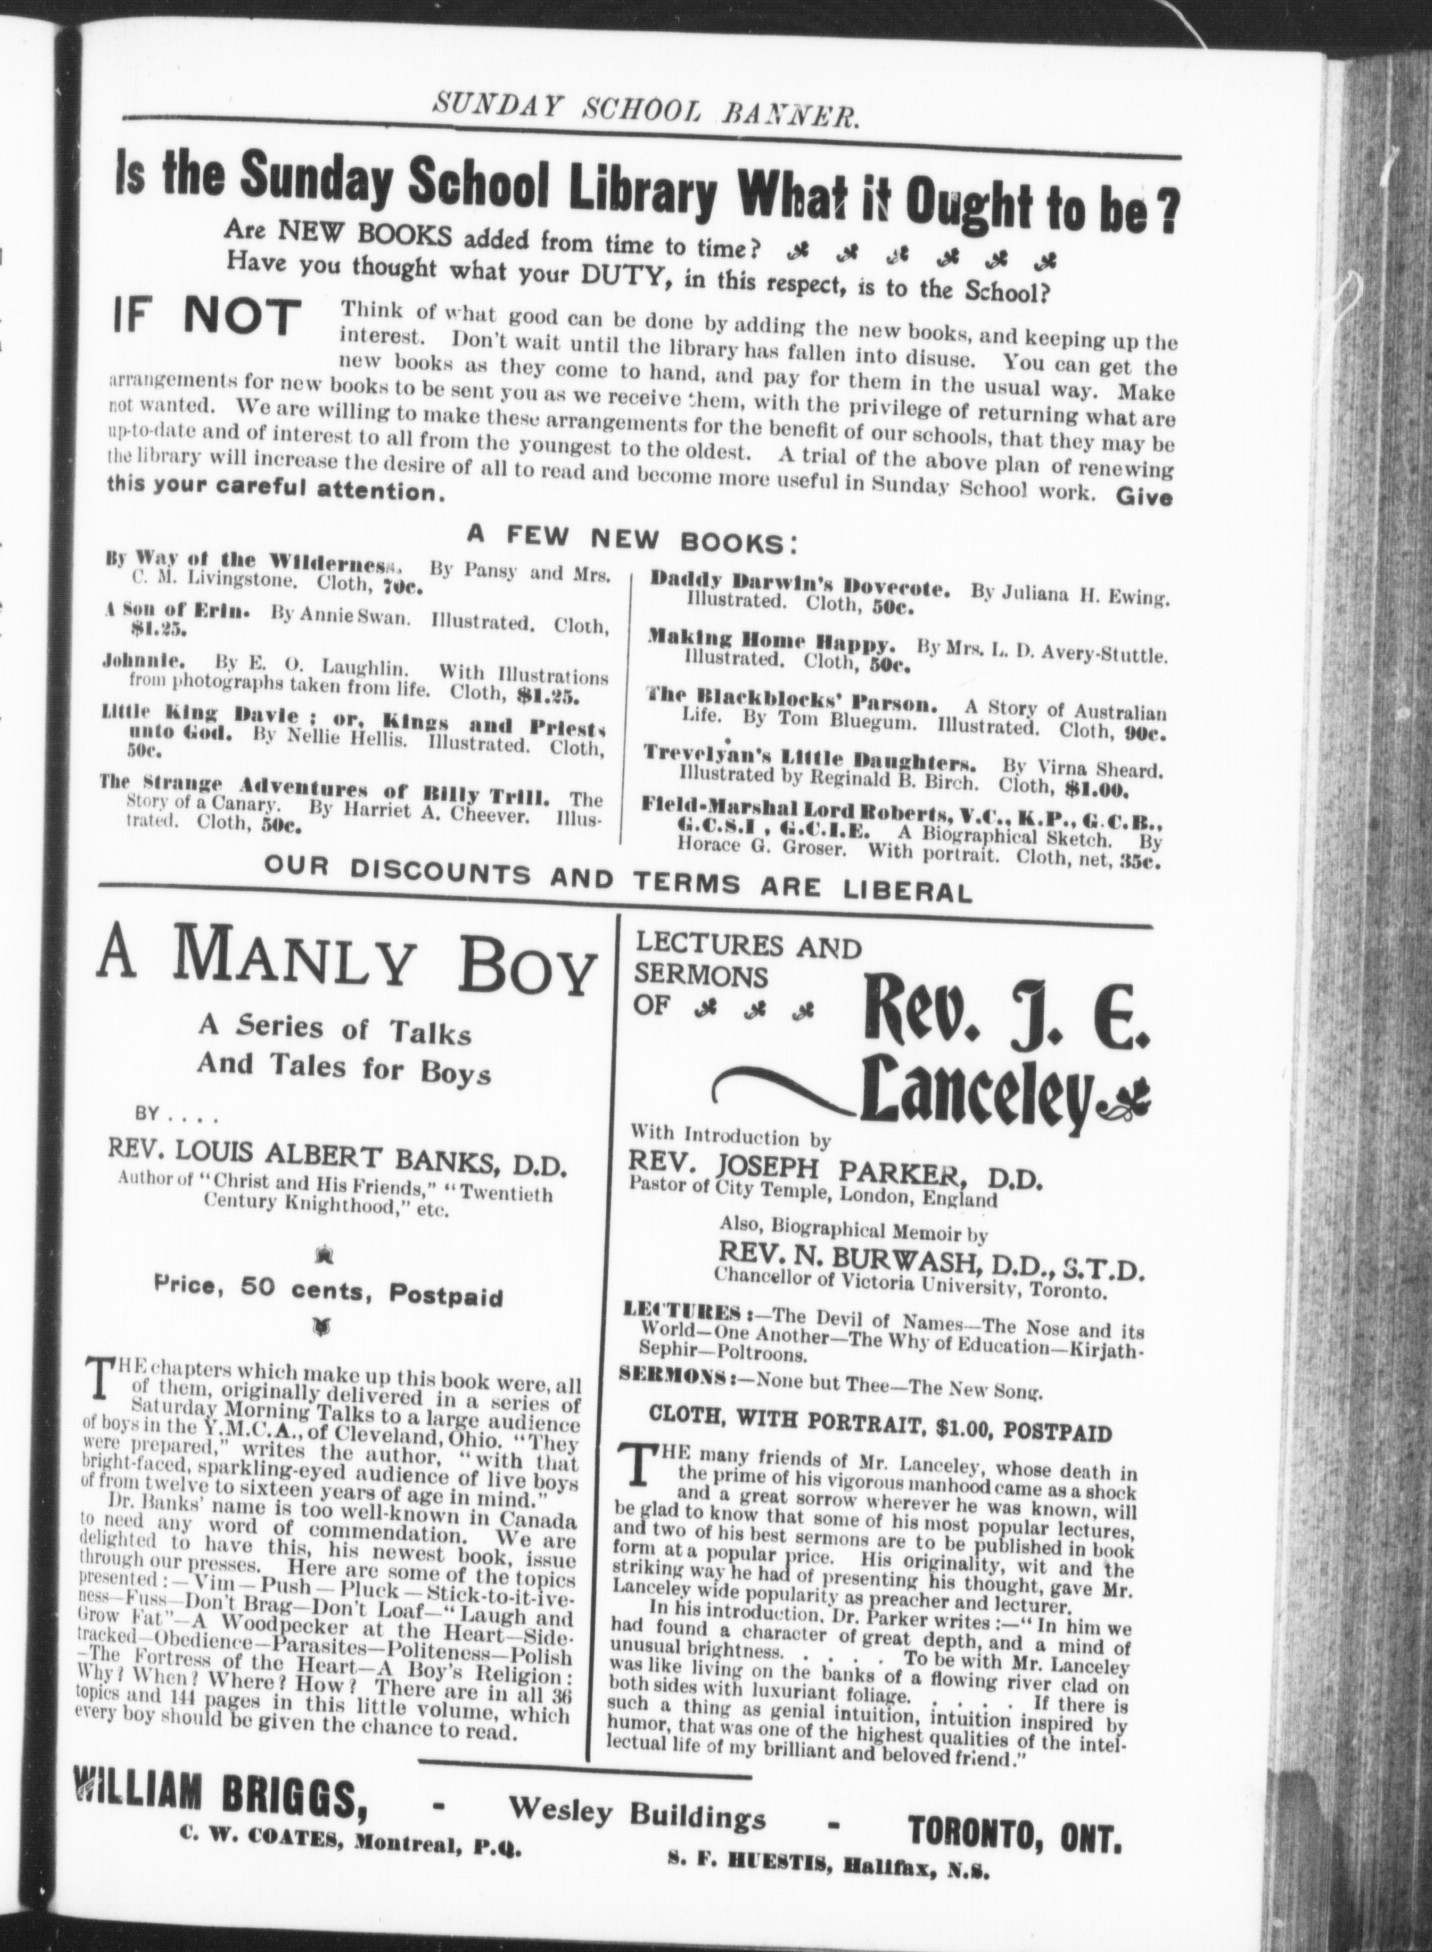 SUNDAY SCHOOL BANNER.
Is the Sunday School Library What it Ought to be?
Are NEW BOOKS added from time to time?
Have you thought what your DUTY, in this respect, is to the School?
IF NOT Think of what good can be done by adding the new books, and keeping up the
interest. Don't wait until the library has fallen into disuse. You can get the
new books as they come to hand, and pay for them in the usual way. Make
arrangements for new books to be sent you as we receive them, with the privilege of returning what are
not wanted. We are willing to make these arrangements for the benefit of our schools, that they may be
up-to-date and of interest to all from the youngest to the oldest. A trial of the above plan of renewing
the library will increase the desire of all to read and become more useful in Sunday School work. Give
this your careful attention.
A FEW NEW BOOKS:
By Way of the Wilderness. By Pansy and Mrs.
C. M. Livingstone. Cloth, 70c.
A Son of Erin. By Annie Swan. Illustrated. Cloth,
$1.25.
Johnnie. By E. O. Laughlin. With Illustrations
from photographs taken from life. Cloth, $1.25.
Little King Davie; or, Kings and Priests
unto God. By Nellie Hellis. Illustrated. Cloth,
50c.
The Strange Adventures of Billy Trill. The
Story of a Canary. By Harriet A. Cheever. Illus-
trated. Cloth, 50c.
Daddy Darwin's Dovecote. By Juliana H. Ewing.
Illustrated. Cloth, 50c.
Making Home Happy. By Mrs. L. D. Avery-Stuttle.
Illustrated. Cloth, 50c.
The Blackblocks' Parson. A Story of Australian
Life. By Tom Bluegum. Illustrated. Cloth, 90c.
Trevelyan's Little Daughters. By Virna Sheard.
Illustrated by Reginald B. Birch. Cloth, $1.00.
Field-Marshal Lord Roberts, V.C., K.P., G.C.B.,
G.C.S.I, G.C.I.E. A Biographical Sketch. By
Horace G. Groser. With portrait. Cloth, net, 35c.
OUR DISCOUNTS AND TERMS ARE LIBERAL
A MANLY BOY
A Series of Talks
And Tales for Boys
BY....
REV. LOUIS ALBERT BANKS, D.D.
Author of "Christ and His Friends," "Twentieth
Century Knighthood," etc.
Price, 50 cents, Postpaid
THE chapters which make up this book were, all
of them, originally delivered in a series of
Saturday Morning Talks to a large audience
of boys in the Y.M.C.A., of Cleveland, Ohio. "They
were prepared," writes the author, "with that
bright-faced, sparkling-eyed audience of live boys
of from twelve to sixteen years of age in mind."
Dr. Banks' name is too well-known in Canada
to need any word of commendation. We are
delighted to have this, his newest book, issue
through our presses. Here are some of the topics
presented:—Vim—Push—Pluck—Stick-to-it-ive-
ness—Fuss—Don't Brag—Don't Loaf—"Laugh and
Grow Fat"—A Woodpecker at the Heart—Side-
tracked—Obedience—Parasites—Politeness—Polish
—The Fortress of the Heart—A Boy's Religion:
Why? When? Where? How? There are in all 36
topics and 144 pages in this little volume, which
every boy should be given the chance to read.
LECTURES AND
SERMONS
OF
Rev. J. E.
Lanceley
With Introduction by
REV. JOSEPH PARKER, D.D.
Pastor of City Temple, London, England
Also, Biographical Memoir by
REV. N. BURWASH, D.D., S.T.D.
Chancellor of Victoria University, Toronto.
LECTURES:—The Devil of Names—The Nose and its
World—One Another—The Why of Education—Kirjath-
Sephir—Poltroons.
SERMONS:—None but Thee—The New Song.
CLOTH, WITH PORTRAIT, $1.00, POSTPAID
THE many friends of Mr. Lanceley, whose death in
the prime of his vigorous manhood came as a shock
and a great sorrow wherever he was known, will
be glad to know that some of his most popular lectures,
and two of his best sermons are to be published in book
form at a popular price. His originality, wit and the
striking way he had of presenting his thought, gave Mr.
Lanceley wide popularity as preacher and lecturer.
In his introduction, Dr. Parker writes:—"In him we
had found a character of great depth, and a mind of
unusual brightness. . . . . To be with Mr. Lanceley
was like living on the banks of a flowing river clad on
both sides with luxuriant foliage. . . . . If there is
such a thing as genial intuition, intuition inspired by
humor, that was one of the highest qualities of the intel-
lectual life of my brilliant and beloved friend."
WILLIAM BRIGGS, - Wesley Buildings - TORONTO, ONT.
C. W. COATES, Montreal, P.Q. S. F. HUESTIS, Halifax, N.S.